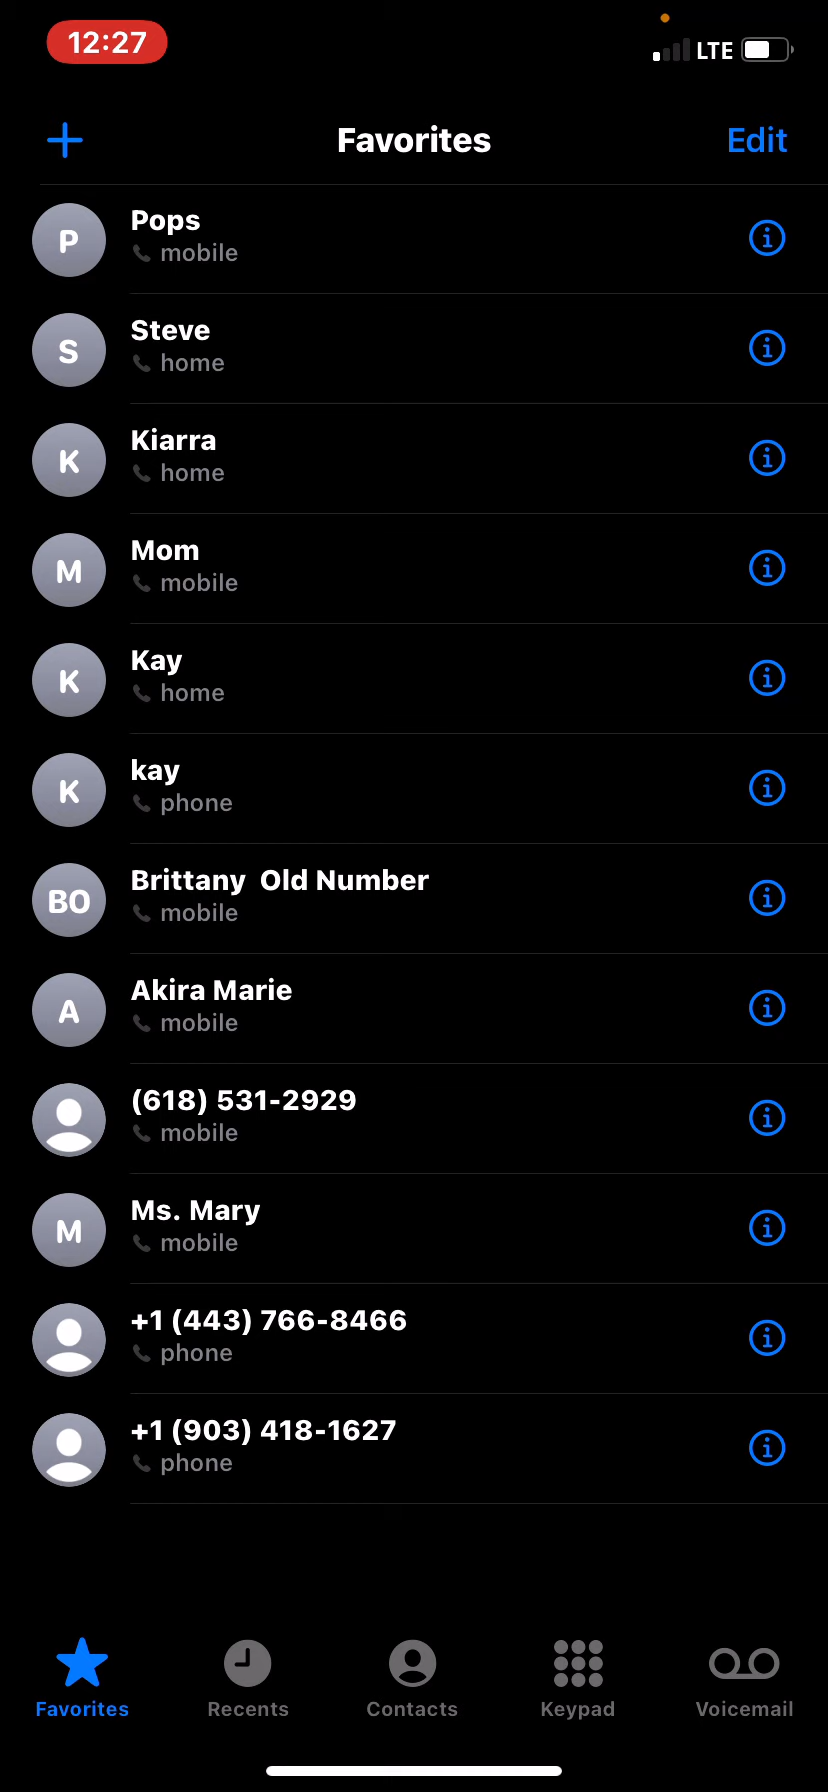 12:27
LTE
Favorites
Edit
P
Pops
mobile
S
Steve
home
K
Kiarra
home
M
Mom
mobile
K
Kay
home
K
kay
phone
BO
Brittany  Old Number
mobile
A
Akira Marie
mobile
(618) 531-2929
mobile
M
Ms. Mary
mobile
+1 (443) 766-8466
phone
+1 (903) 418-1627
phone
Favorites
Recents
Contacts
Keypad
Voicemail